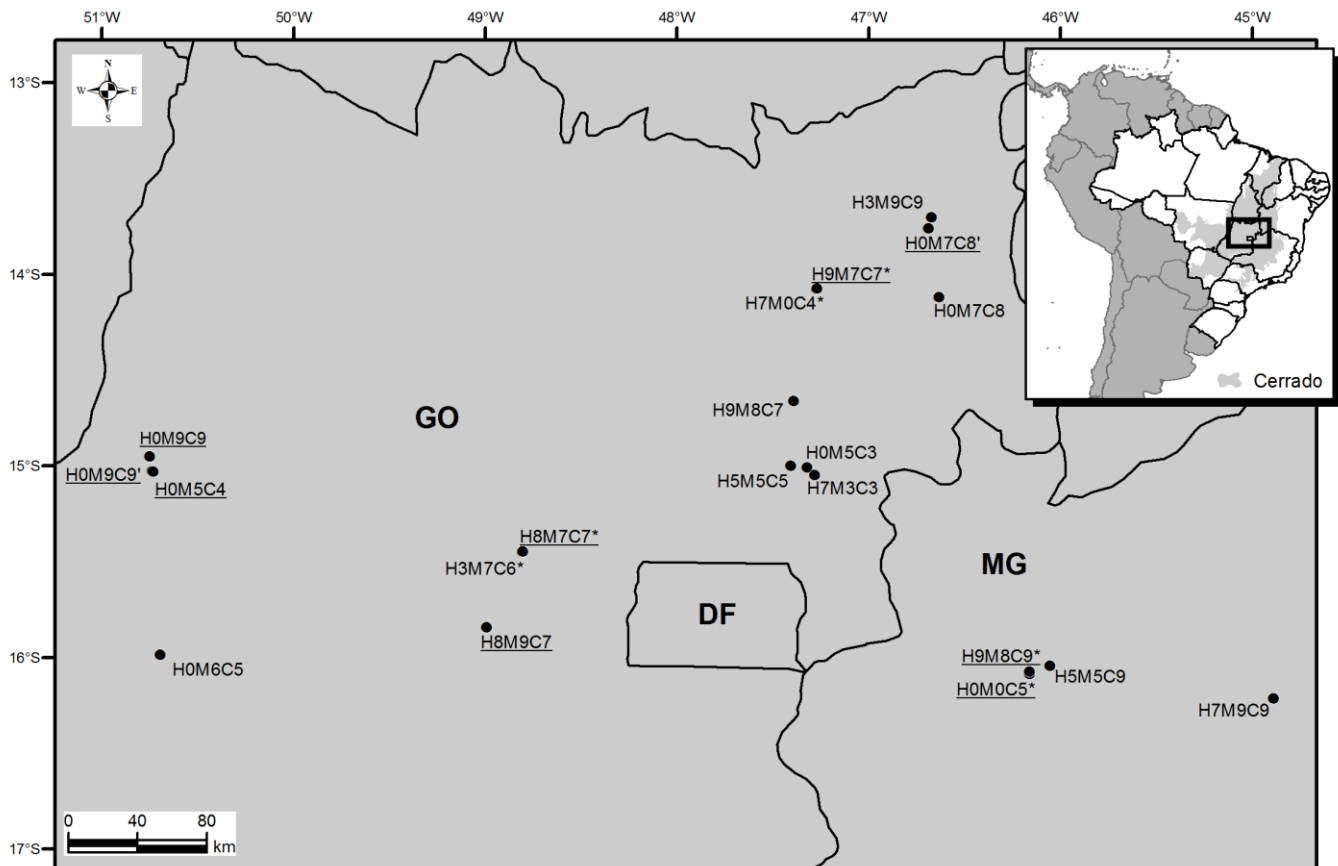 51°W 50°W 49°W 48°W 47°W 46°W 45°W
13°S
N
W E
S
H3M9C9
H0M7C8'
14°S
H9M7C7*
H7M0C4*
H0M7C8
Cerrado
H9M8C7
GO
H0M9C9
H0M9C9'
H0M5C4
15°S
H0M5C3
H5M5C5
H7M3C3
H8M7C7*
H3M7C6*
MG
DF
H8M9C7
16°S
H0M6C5
H9M8C9*
H5M5C9
H0M0C5*
H7M9C9
0 40 80
km
17°S